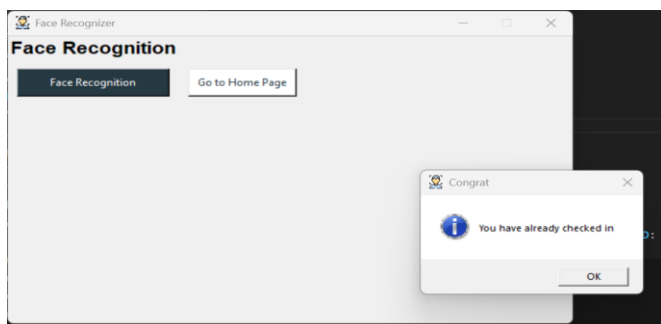 Face Recognizer
Face Recognition
Face Recognition
Go to Home Page
Congrat
You have already checked in
D:
OK